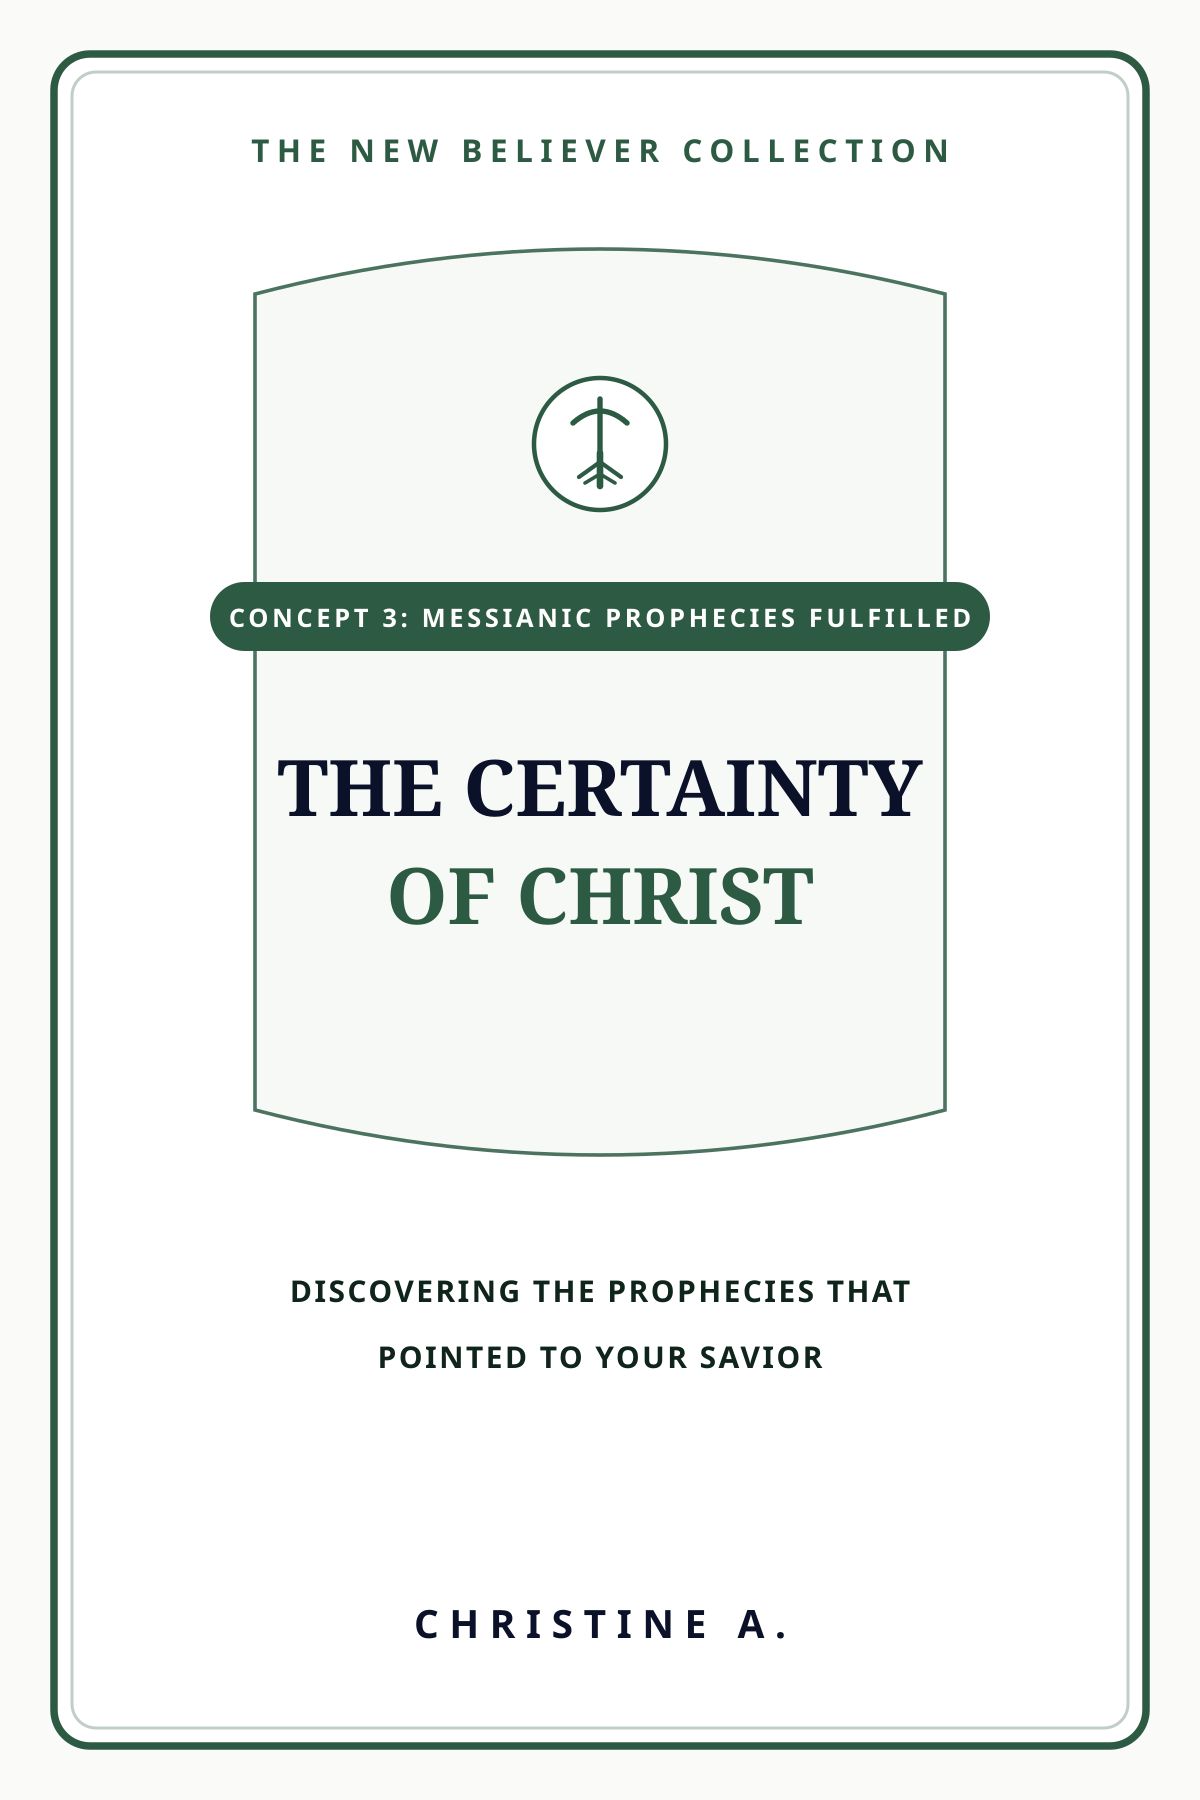 THE NEW BELIEVER COLLECTION
CONCEPT 3: MESSIANIC PROPHECIES FULFILLED
THE CERTAINTY
OF CHRIST
DISCOVERING THE PROPHECIES THAT
POINTED TO YOUR SAVIOR
CHRISTINE A.